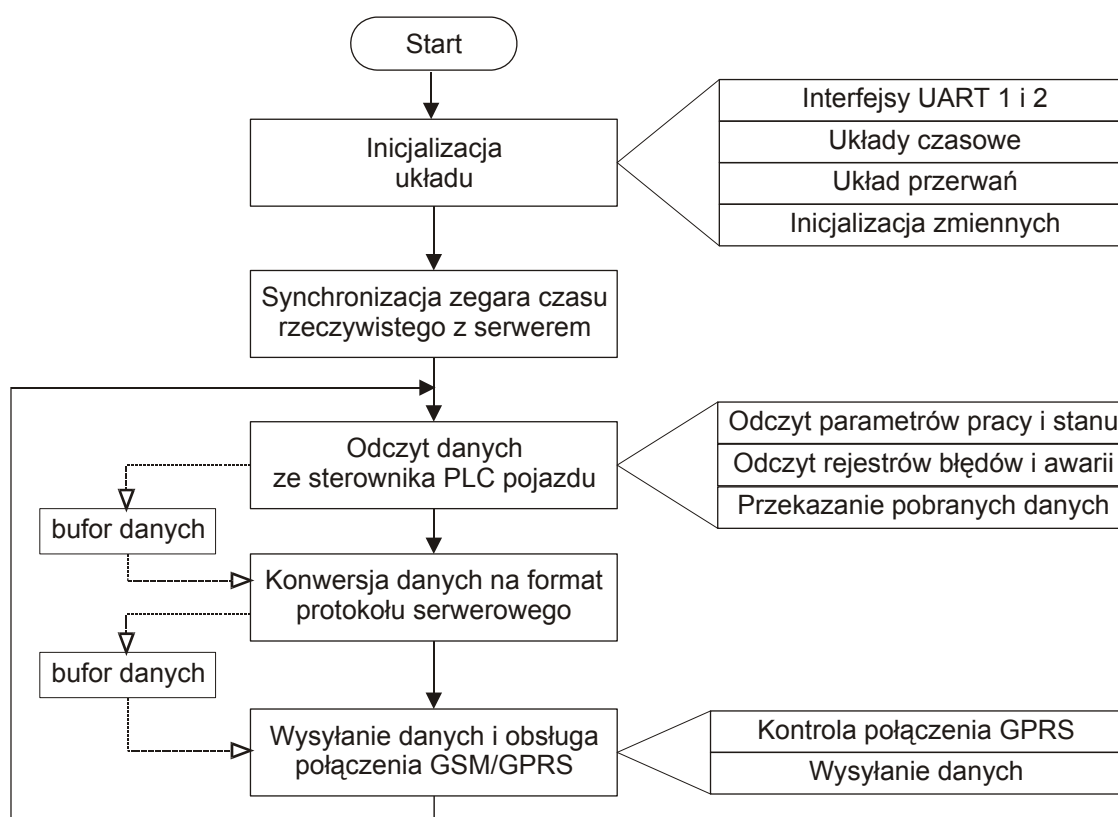 Start
Inicjalizacja
układu
Interfejsy UART 1 i 2
Układy czasowe
Układ przerwań
Inicjalizacja zmiennych
Synchronizacja zegara czasu
rzeczywistego z serwerem
Odczyt danych
ze sterownika PLC pojazdu
Odczyt parametrów pracy i stanu
Odczyt rejestrów błędów i awarii
Przekazanie pobranych danych
bufor danych
Konwersja danych na format
protokołu serwerowego
bufor danych
Wysyłanie danych i obsługa
połączenia GSM/GPRS
Kontrola połączenia GPRS
Wysyłanie danych